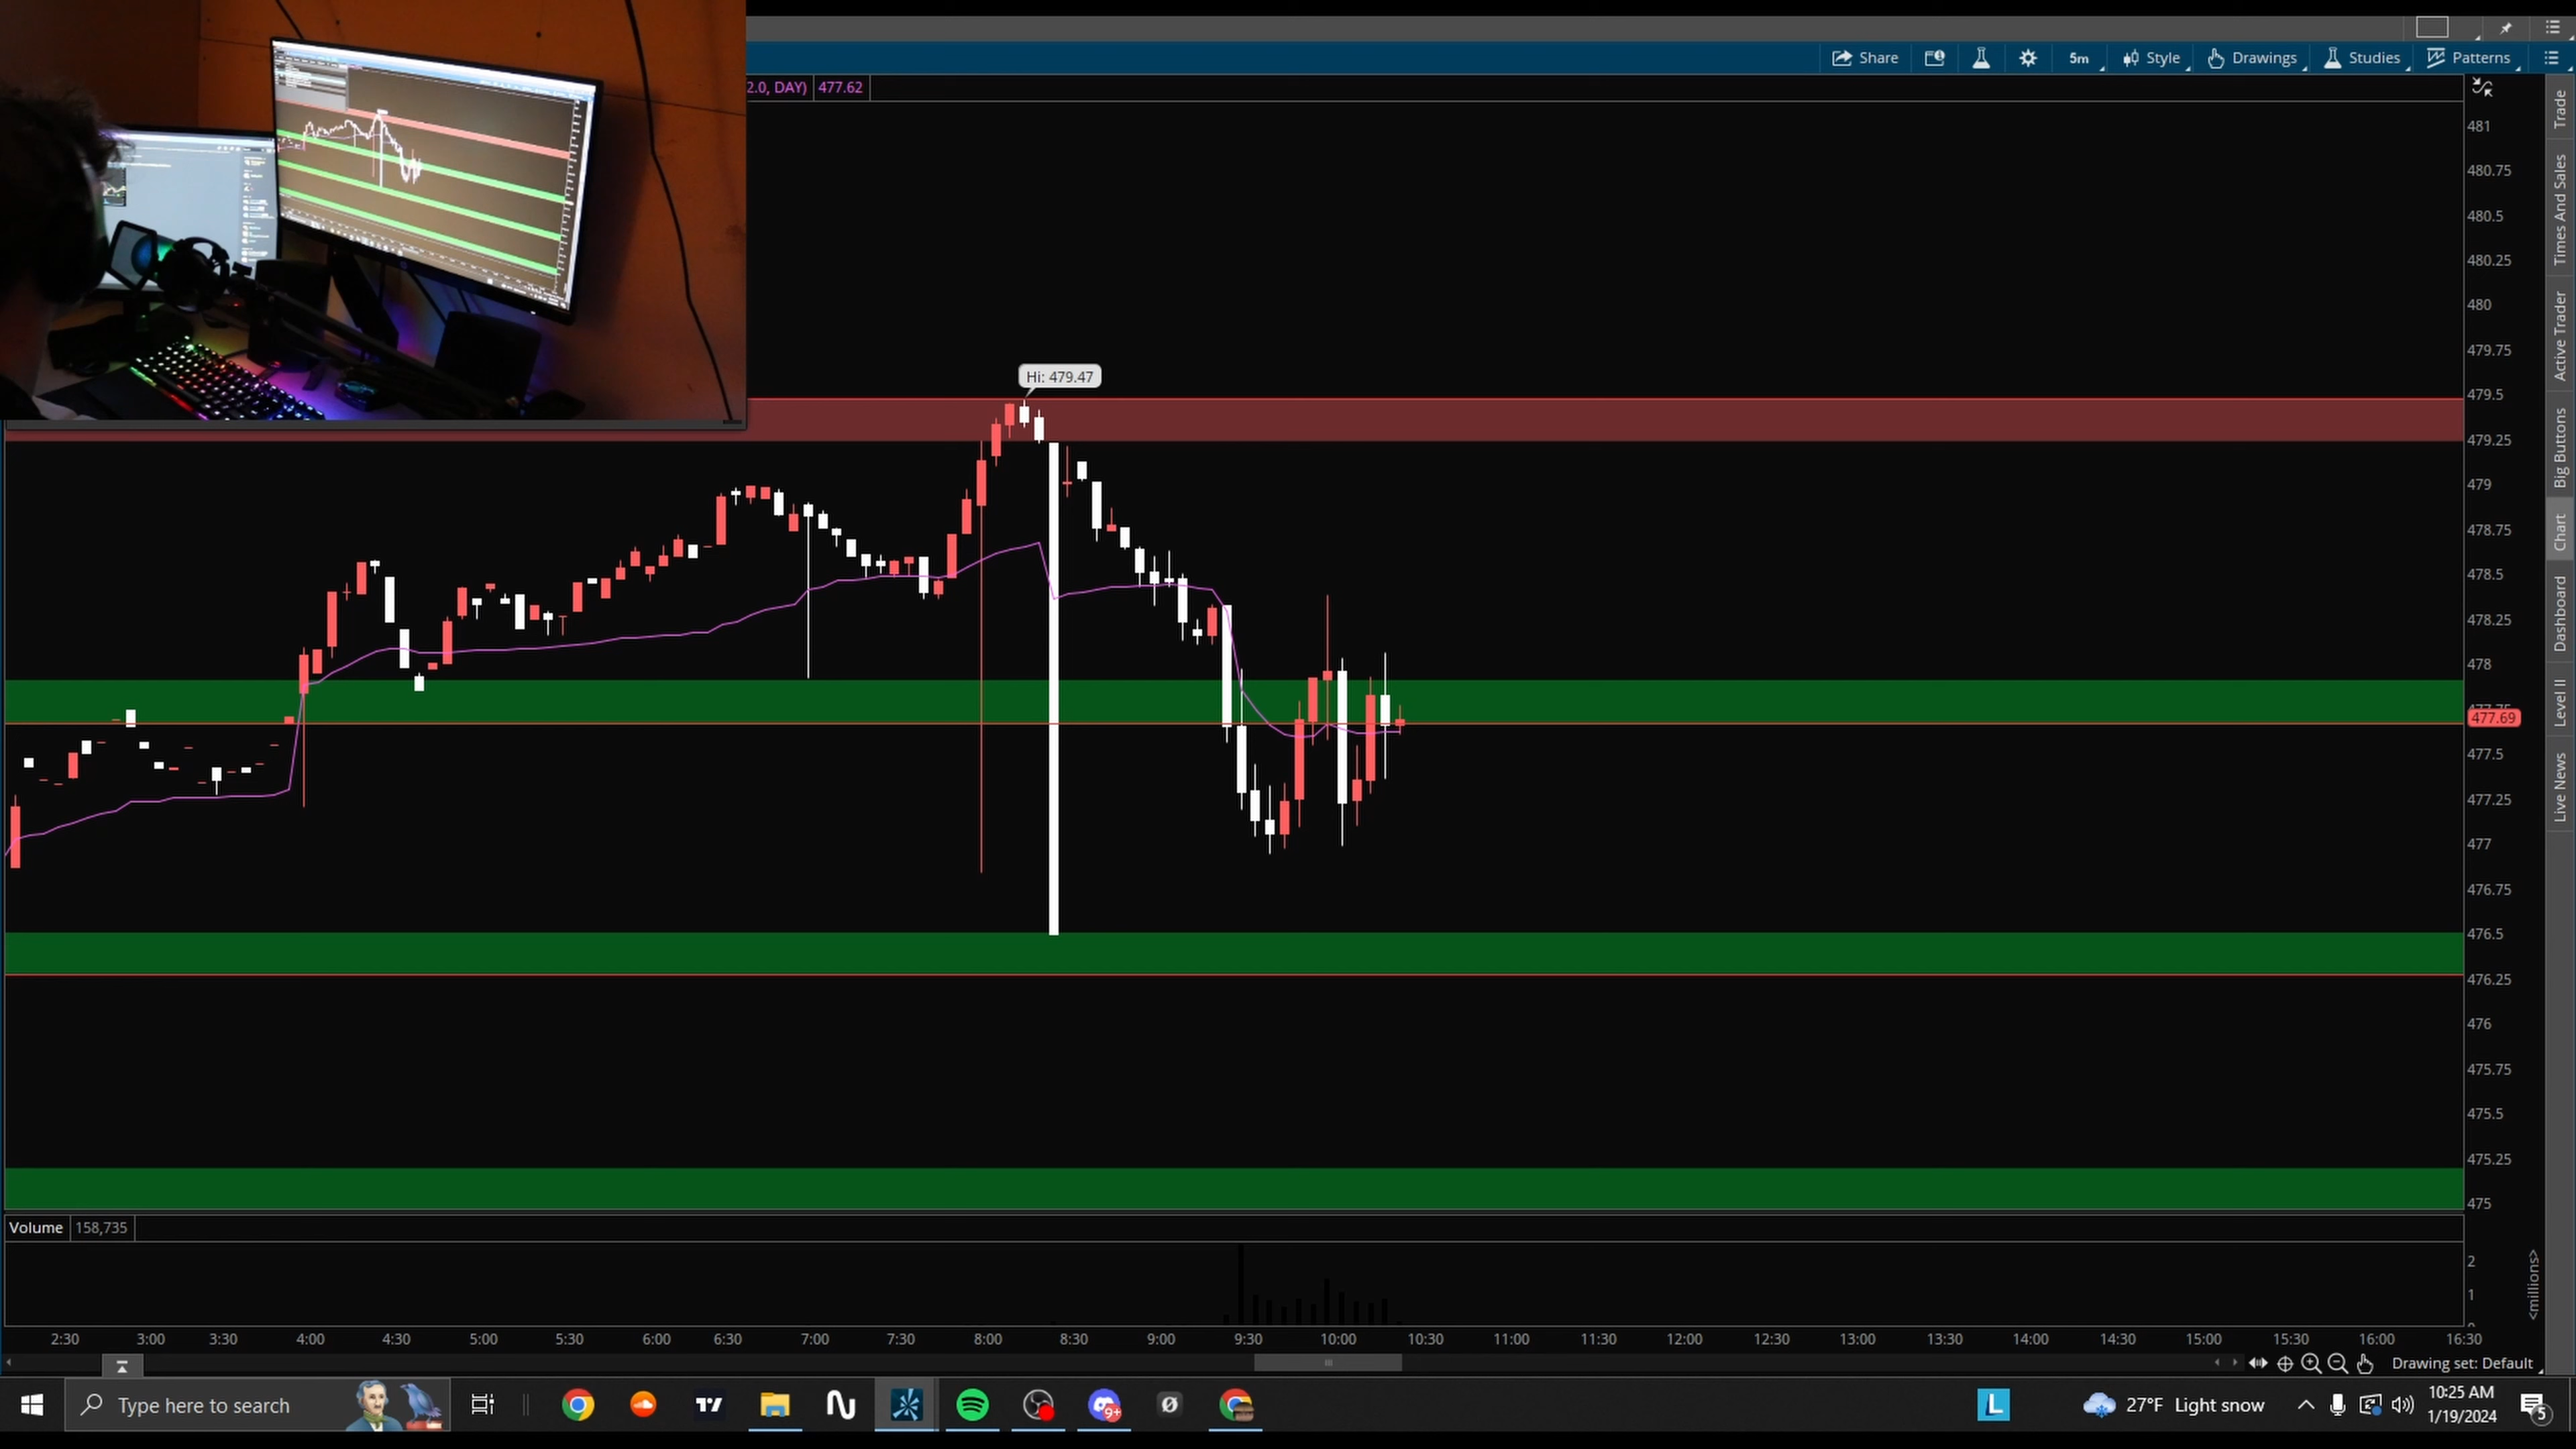 Share
5m
Style
Drawings
Studies
Patterns
2.0, DAY) 477.62
481
480.75
480.5
480.25
480
479.75
479.5
479.25
479
478.75
478.5
478.25
478
477.69
477.5
477.25
477
476.75
476.5
476.25
476
475.75
475.5
475.25
475
Hi: 479.47
Trade
Times And Sales
Active Trader
Big Buttons
Chart
Dashboard
Level II
Live News
Volume 158,735
2
1
<millions>
2:30 3:00 3:30 4:00 4:30 5:00 5:30 6:00 6:30 7:00 7:30 8:00 8:30 9:00 9:30 10:00 10:30 11:00 11:30 12:00 12:30 13:00 13:30 14:00 14:30 15:00 15:30 16:00 16:30
Drawing set: Default
Type here to search
9+
L
27°F Light snow
10:25 AM
1/19/2024
5